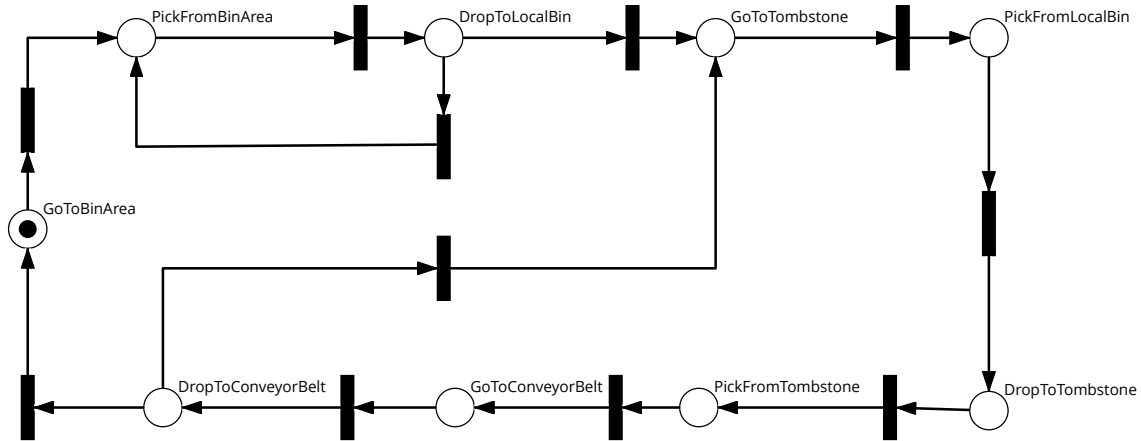 PickFromBinArea
DropToLocalBin
GoToTombstone
PickFromLocalBin
GoToBinArea
DropToConveyorBelt
GoToConveyorBelt
PickFromTombstone
DropToTombstone